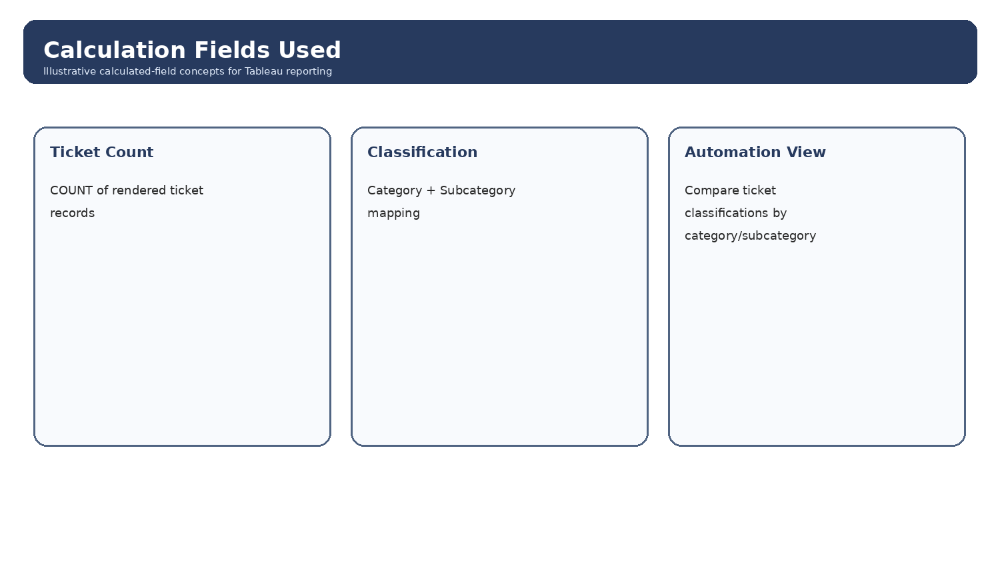 Calculation Fields Used
Illustrative calculated-field concepts for Tableau reporting
Ticket Count
COUNT of rendered ticket
records
Classification
Category + Subcategory
mapping
Automation View
Compare ticket
classifications by
category/subcategory